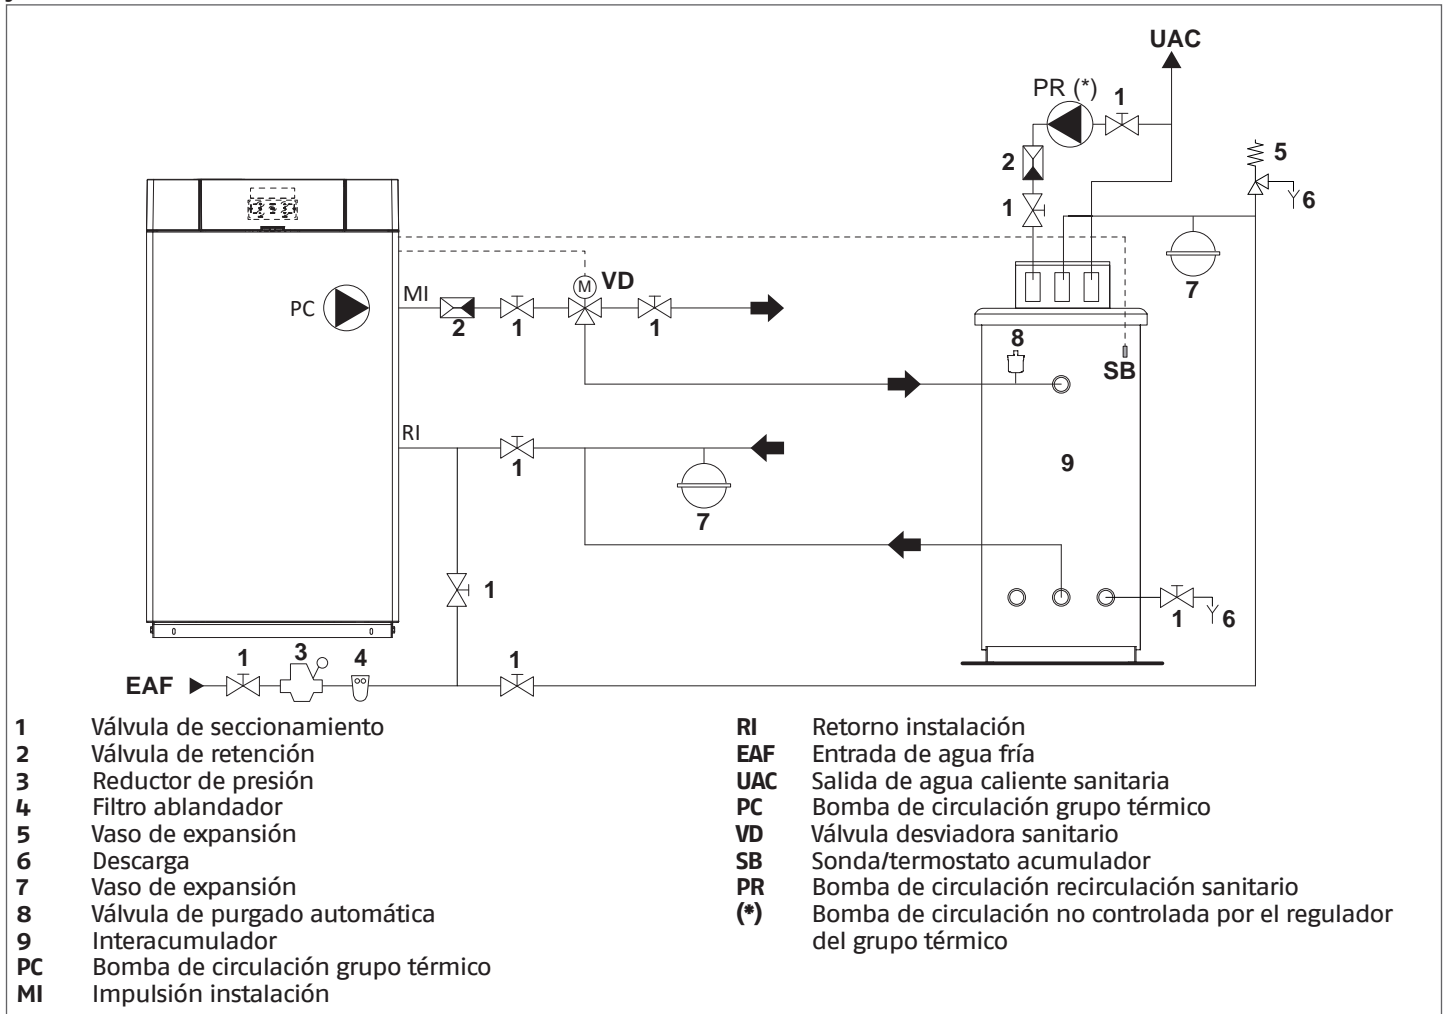 UAC
PR (*)
1
2
5
1
6
VD
M
MI
PC
2
1
1
7
8
SB
RI
1
9
7
1
1
6
3
1
4
1
EAF
1 Válvula de seccionamiento
2 Válvula de retención
3 Reductor de presión
4 Filtro ablandador
5 Vaso de expansión
6 Descarga
7 Vaso de expansión
8 Válvula de purgado automática
9 Interacumulador
PC Bomba de circulación grupo térmico
MI Impulsión instalación
RI Retorno instalación
EAF Entrada de agua fría
UAC Salida de agua caliente sanitaria
PC Bomba de circulación grupo térmico
VD Válvula desviadora sanitario
SB Sonda/termostato acumulador
PR Bomba de circulación recirculación sanitario
(*) Bomba de circulación no controlada por el regulador
del grupo térmico